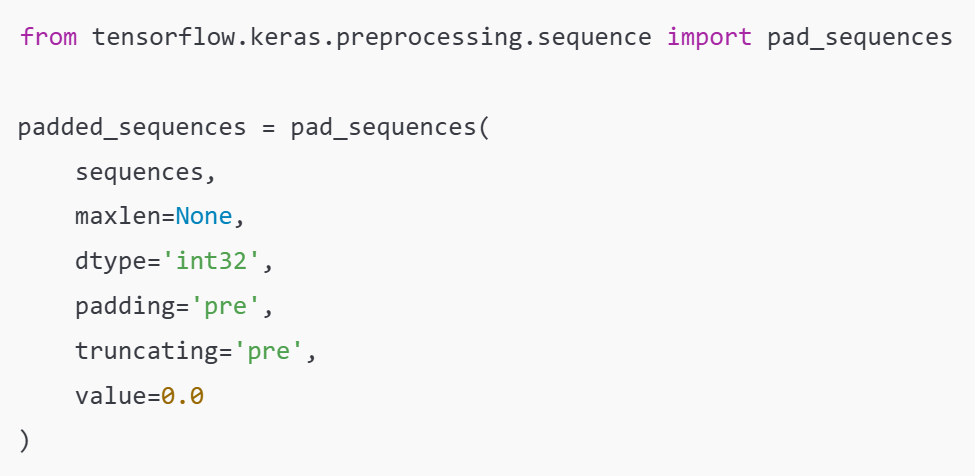 from tensorflow.keras.preprocessing.sequence import pad_sequences
padded_sequences = pad_sequences(
    sequences,
    maxlen=None,
    dtype='int32',
    padding='pre',
    truncating='pre',
    value=0.0
)